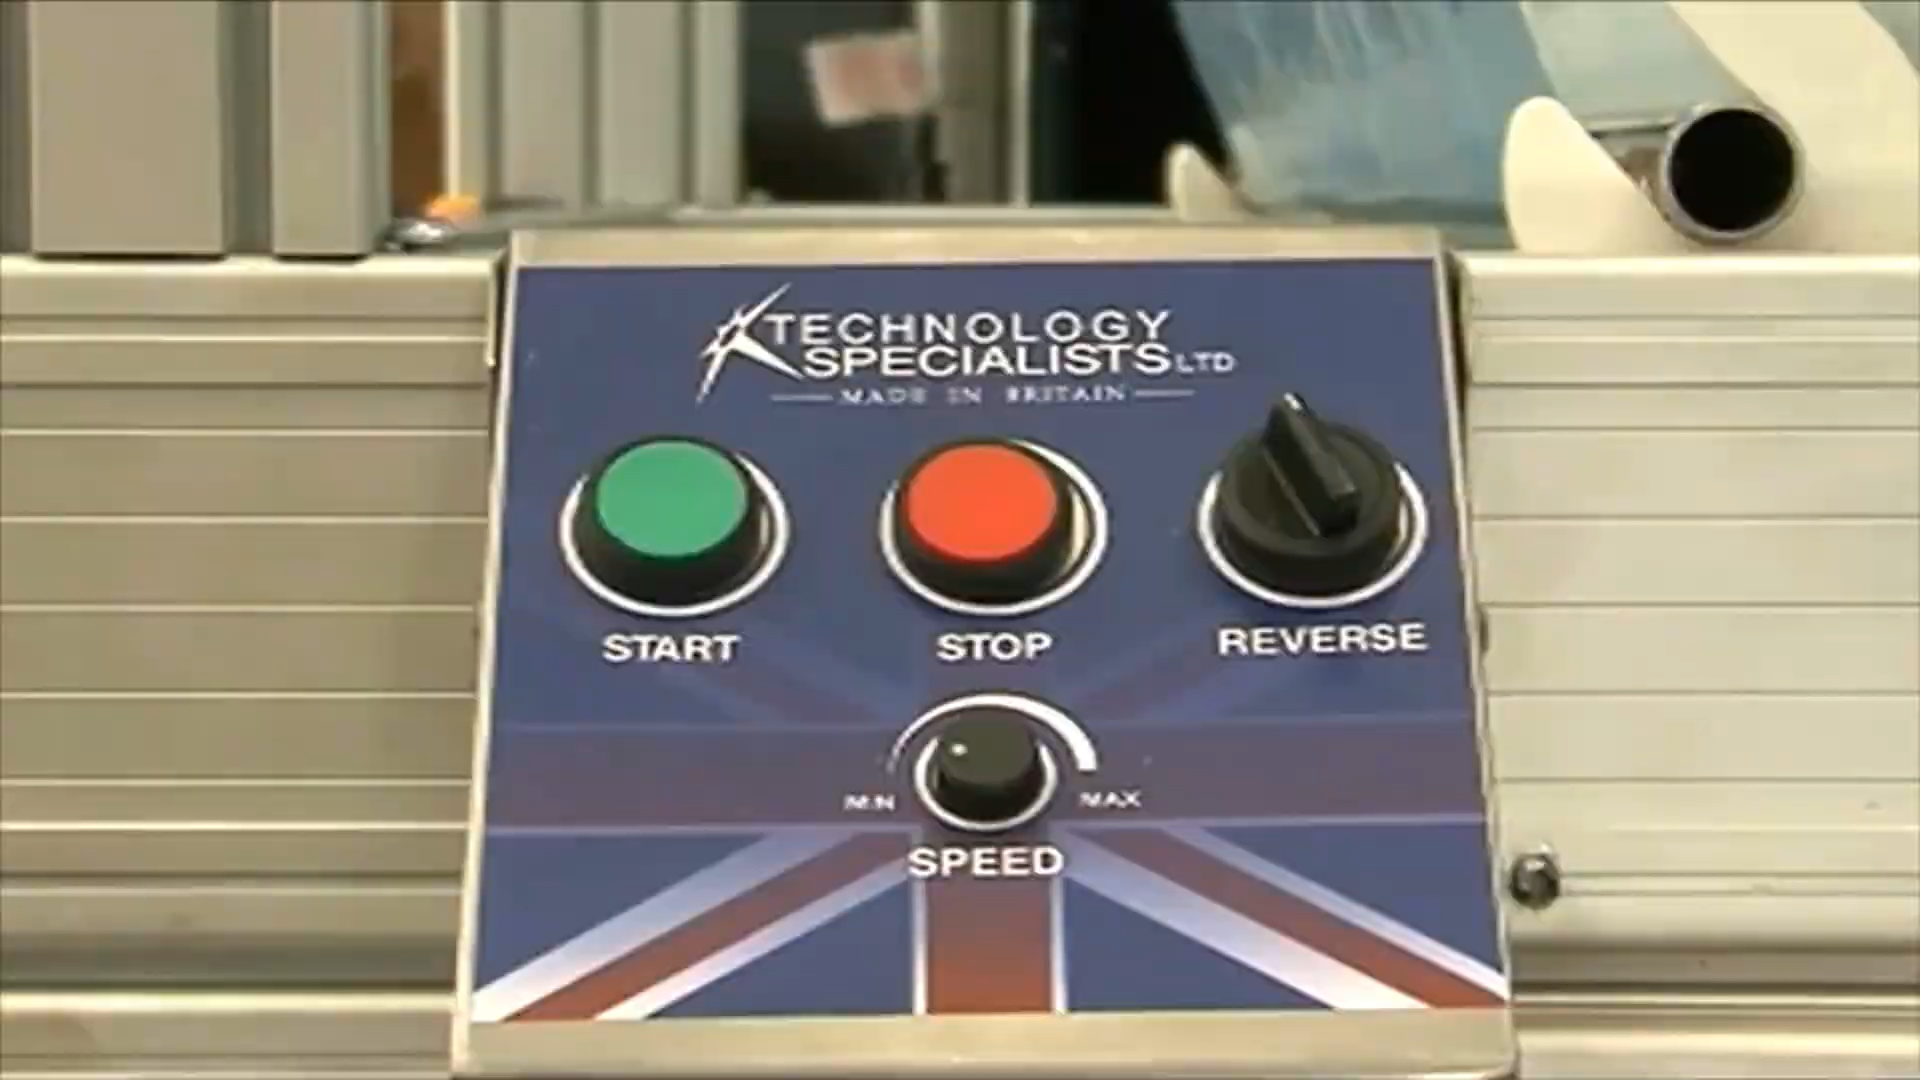 TECHNOLOGY
SPECIALISTS LTD
MADE IN BRITAIN
START
STOP
REVERSE
MIN
MAX
SPEED